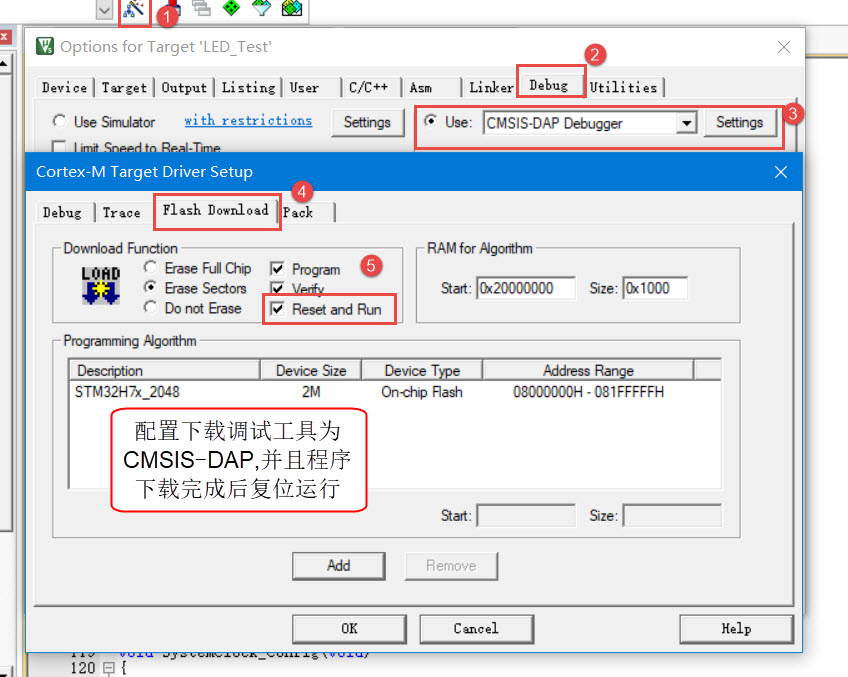 1
Options for Target 'LED_Test'
2
Device Target Output Listing User C/C++ Asm Linker Debug Utilities
Use Simulator with restrictions Settings Use: CMSIS-DAP Debugger Settings 3
Limit Speed to Real-Time
Cortex-M Target Driver Setup
4
Debug Trace Flash Download Pack
Download Function RAM for Algorithm
LOAD Erase Full Chip Program 5
Erase Sectors Verify Start: 0x20000000 Size: 0x1000
Do not Erase Reset and Run
Programming Algorithm
Description Device Size Device Type Address Range
STM32H7x_2048 2M On-chip Flash 08000000H - 081FFFFFH
配置下载调试工具为
CMSIS-DAP,并且程序
下载完成后复位运行
Start: Size:
Add Remove
OK Cancel Help
119 void SystemClock_Config(void)
120 {